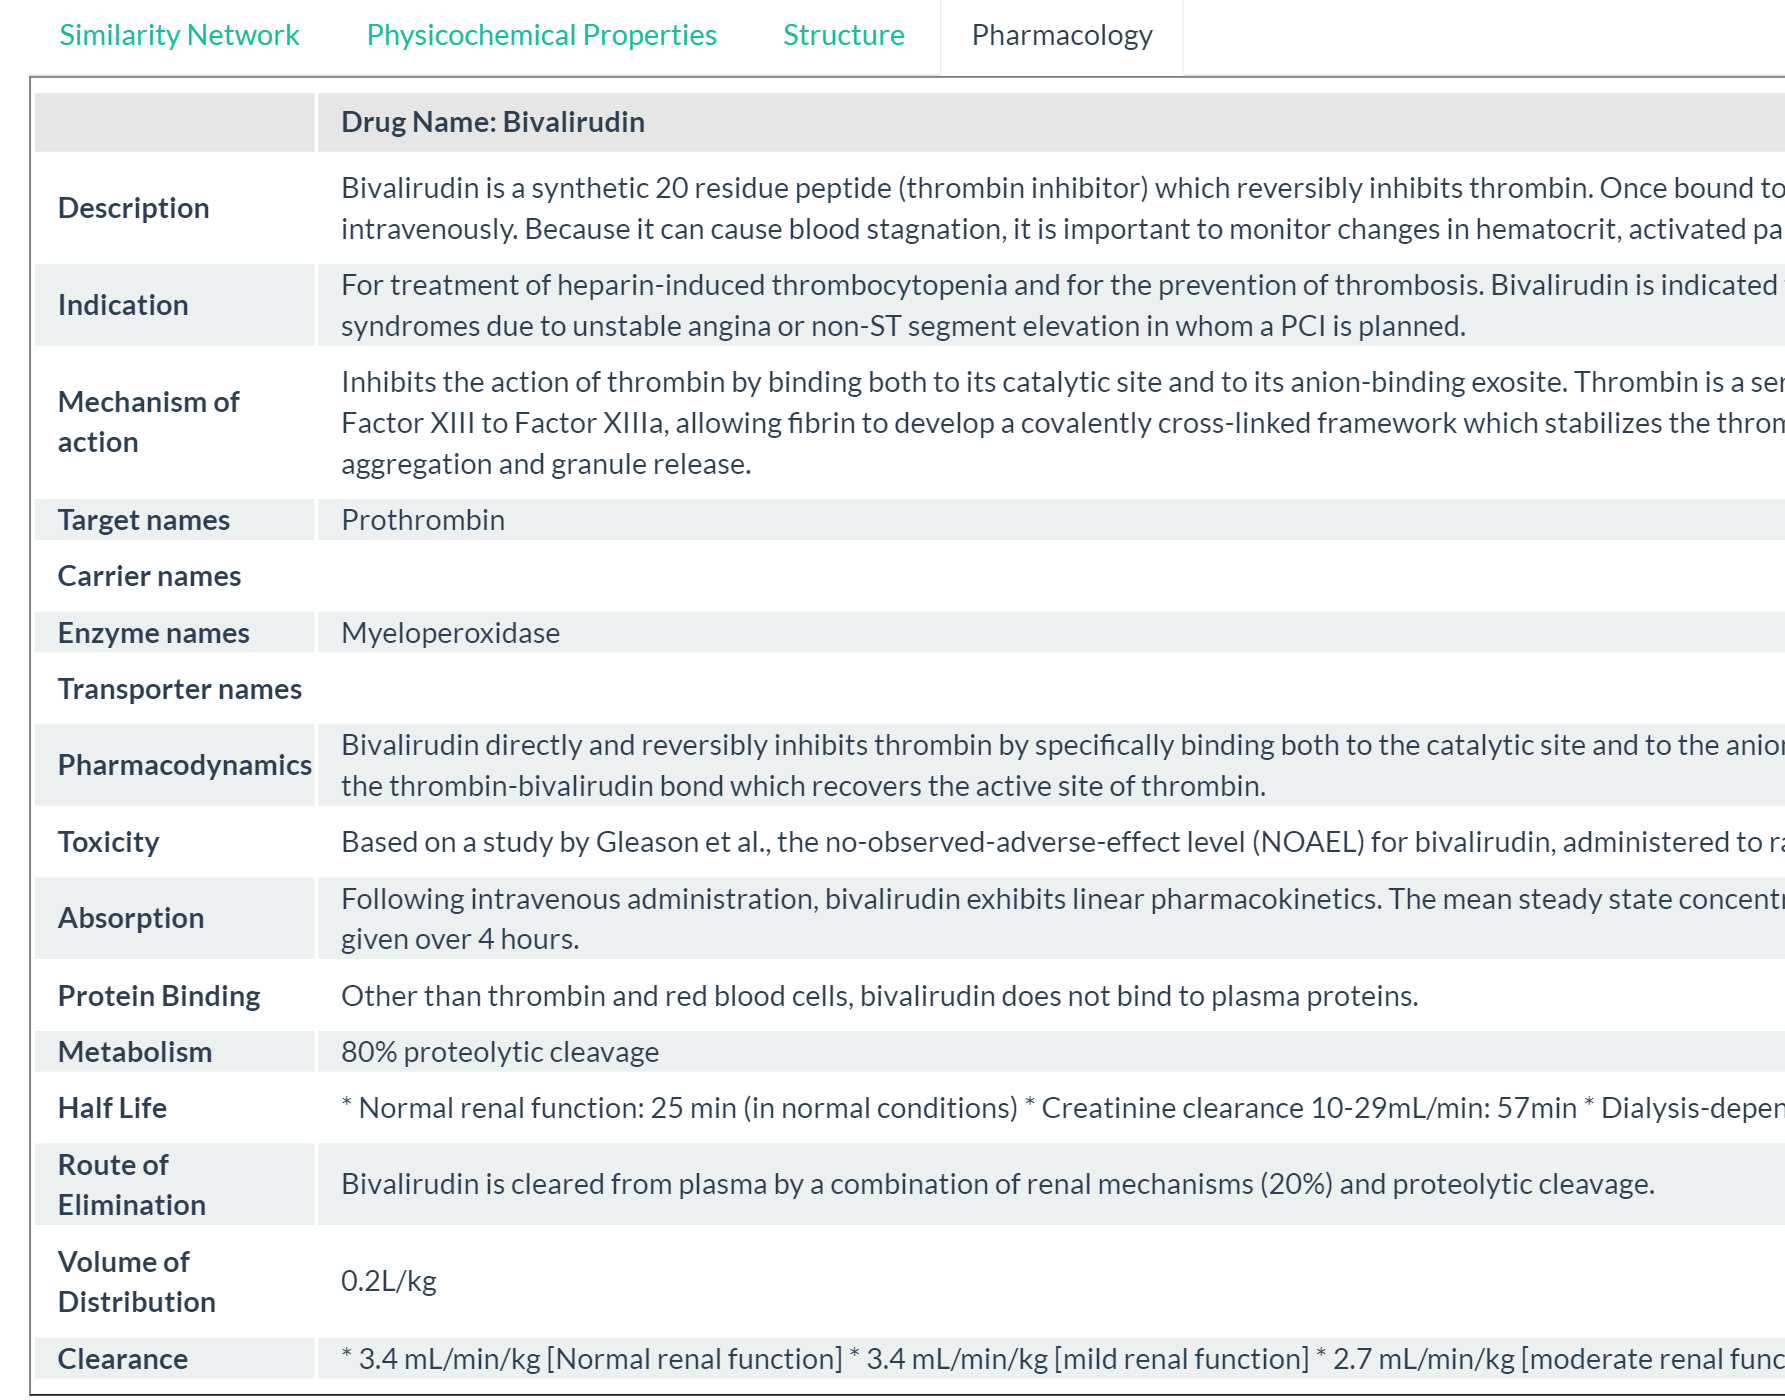 Similarity Network Physicochemical Properties Structure Pharmacology
Drug Name: Bivalirudin
Description
Bivalirudin is a synthetic 20 residue peptide (thrombin inhibitor) which reversibly inhibits thrombin. Once bound to
intravenously. Because it can cause blood stagnation, it is important to monitor changes in hematocrit, activated pa
Indication
For treatment of heparin-induced thrombocytopenia and for the prevention of thrombosis. Bivalirudin is indicated
syndromes due to unstable angina or non-ST segment elevation in whom a PCI is planned.
Mechanism of
action
Inhibits the action of thrombin by binding both to its catalytic site and to its anion-binding exosite. Thrombin is a ser
Factor XIII to Factor XIIIa, allowing fibrin to develop a covalently cross-linked framework which stabilizes the throm
aggregation and granule release.
Target names
Prothrombin
Carrier names
Enzyme names
Myeloperoxidase
Transporter names
Pharmacodynamics
Bivalirudin directly and reversibly inhibits thrombin by specifically binding both to the catalytic site and to the anion
the thrombin-bivalirudin bond which recovers the active site of thrombin.
Toxicity
Based on a study by Gleason et al., the no-observed-adverse-effect level (NOAEL) for bivalirudin, administered to ra
Absorption
Following intravenous administration, bivalirudin exhibits linear pharmacokinetics. The mean steady state concentr
given over 4 hours.
Protein Binding
Other than thrombin and red blood cells, bivalirudin does not bind to plasma proteins.
Metabolism
80% proteolytic cleavage
Half Life
* Normal renal function: 25 min (in normal conditions) * Creatinine clearance 10-29mL/min: 57min * Dialysis-depen
Route of
Elimination
Bivalirudin is cleared from plasma by a combination of renal mechanisms (20%) and proteolytic cleavage.
Volume of
Distribution
0.2L/kg
Clearance
* 3.4 mL/min/kg [Normal renal function] * 3.4 mL/min/kg [mild renal function] * 2.7 mL/min/kg [moderate renal func